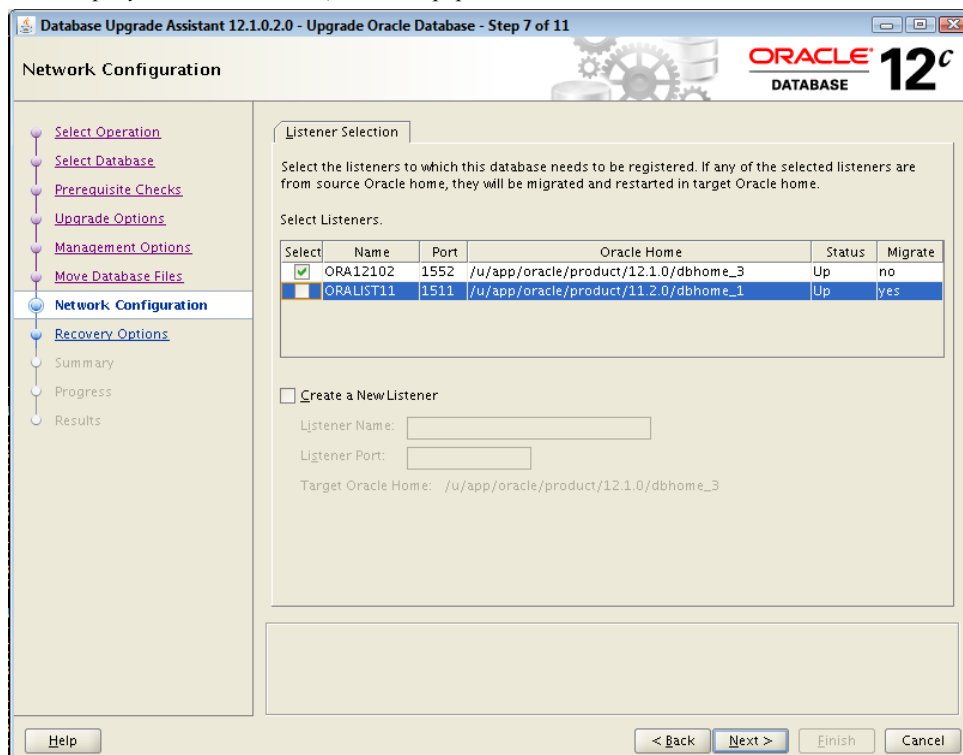 Database Upgrade Assistant 12.1.0.2.0 - Upgrade Oracle Database - Step 7 of 11
Network Configuration
ORACLE
DATABASE
12c
Select Operation
Select Database
Prerequisite Checks
Upgrade Options
Management Options
Move Database Files
Network Configuration
Recovery Options
Summary
Progress
Results
Listener Selection
Select the listeners to which this database needs to be registered. If any of the selected listeners are
from source Oracle home, they will be migrated and restarted in target Oracle home.
Select Listeners.
Select Name Port Oracle Home Status Migrate
ORA12102 1552 /u/app/oracle/product/12.1.0/dbhome_3 Up no
ORALIST11 1511 /u/app/oracle/product/11.2.0/dbhome_1 Up yes
Create a New Listener
Listener Name:
Listener Port:
Target Oracle Home: /u/app/oracle/product/12.1.0/dbhome_3
Help
< Back Next > Finish Cancel